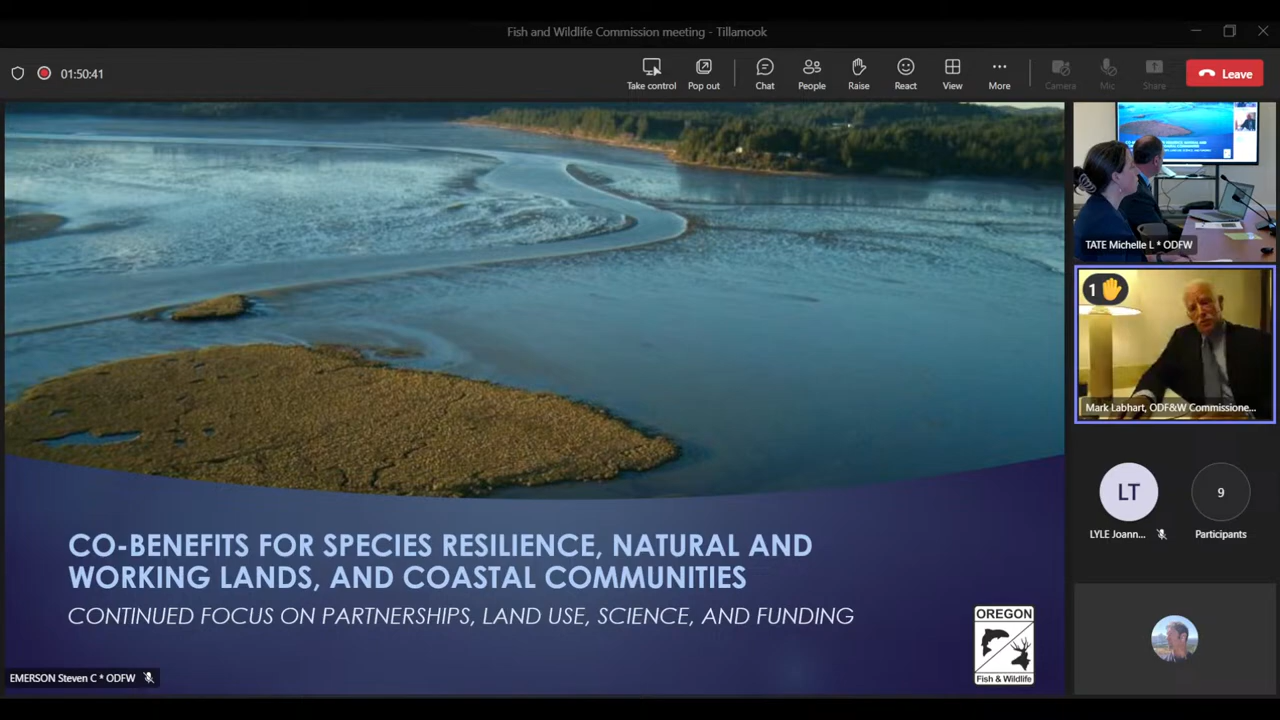 Fish and Wildlife Commission meeting - Tillamook
01:50:41
Take control
Pop out
Chat
People
Raise
React
View
More
Camera
Mic
Share
Leave
TATE Michelle L * ODFW
1
Mark Labhart, ODF&W Commissione...
LT
LYLE Joann...
9
Participants
CO-BENEFITS FOR SPECIES RESILIENCE, NATURAL AND
WORKING LANDS, AND COASTAL COMMUNITIES
CONTINUED FOCUS ON PARTNERSHIPS, LAND USE, SCIENCE, AND FUNDING
OREGON
Fish & Wildlife
EMERSON Steven C * ODFW